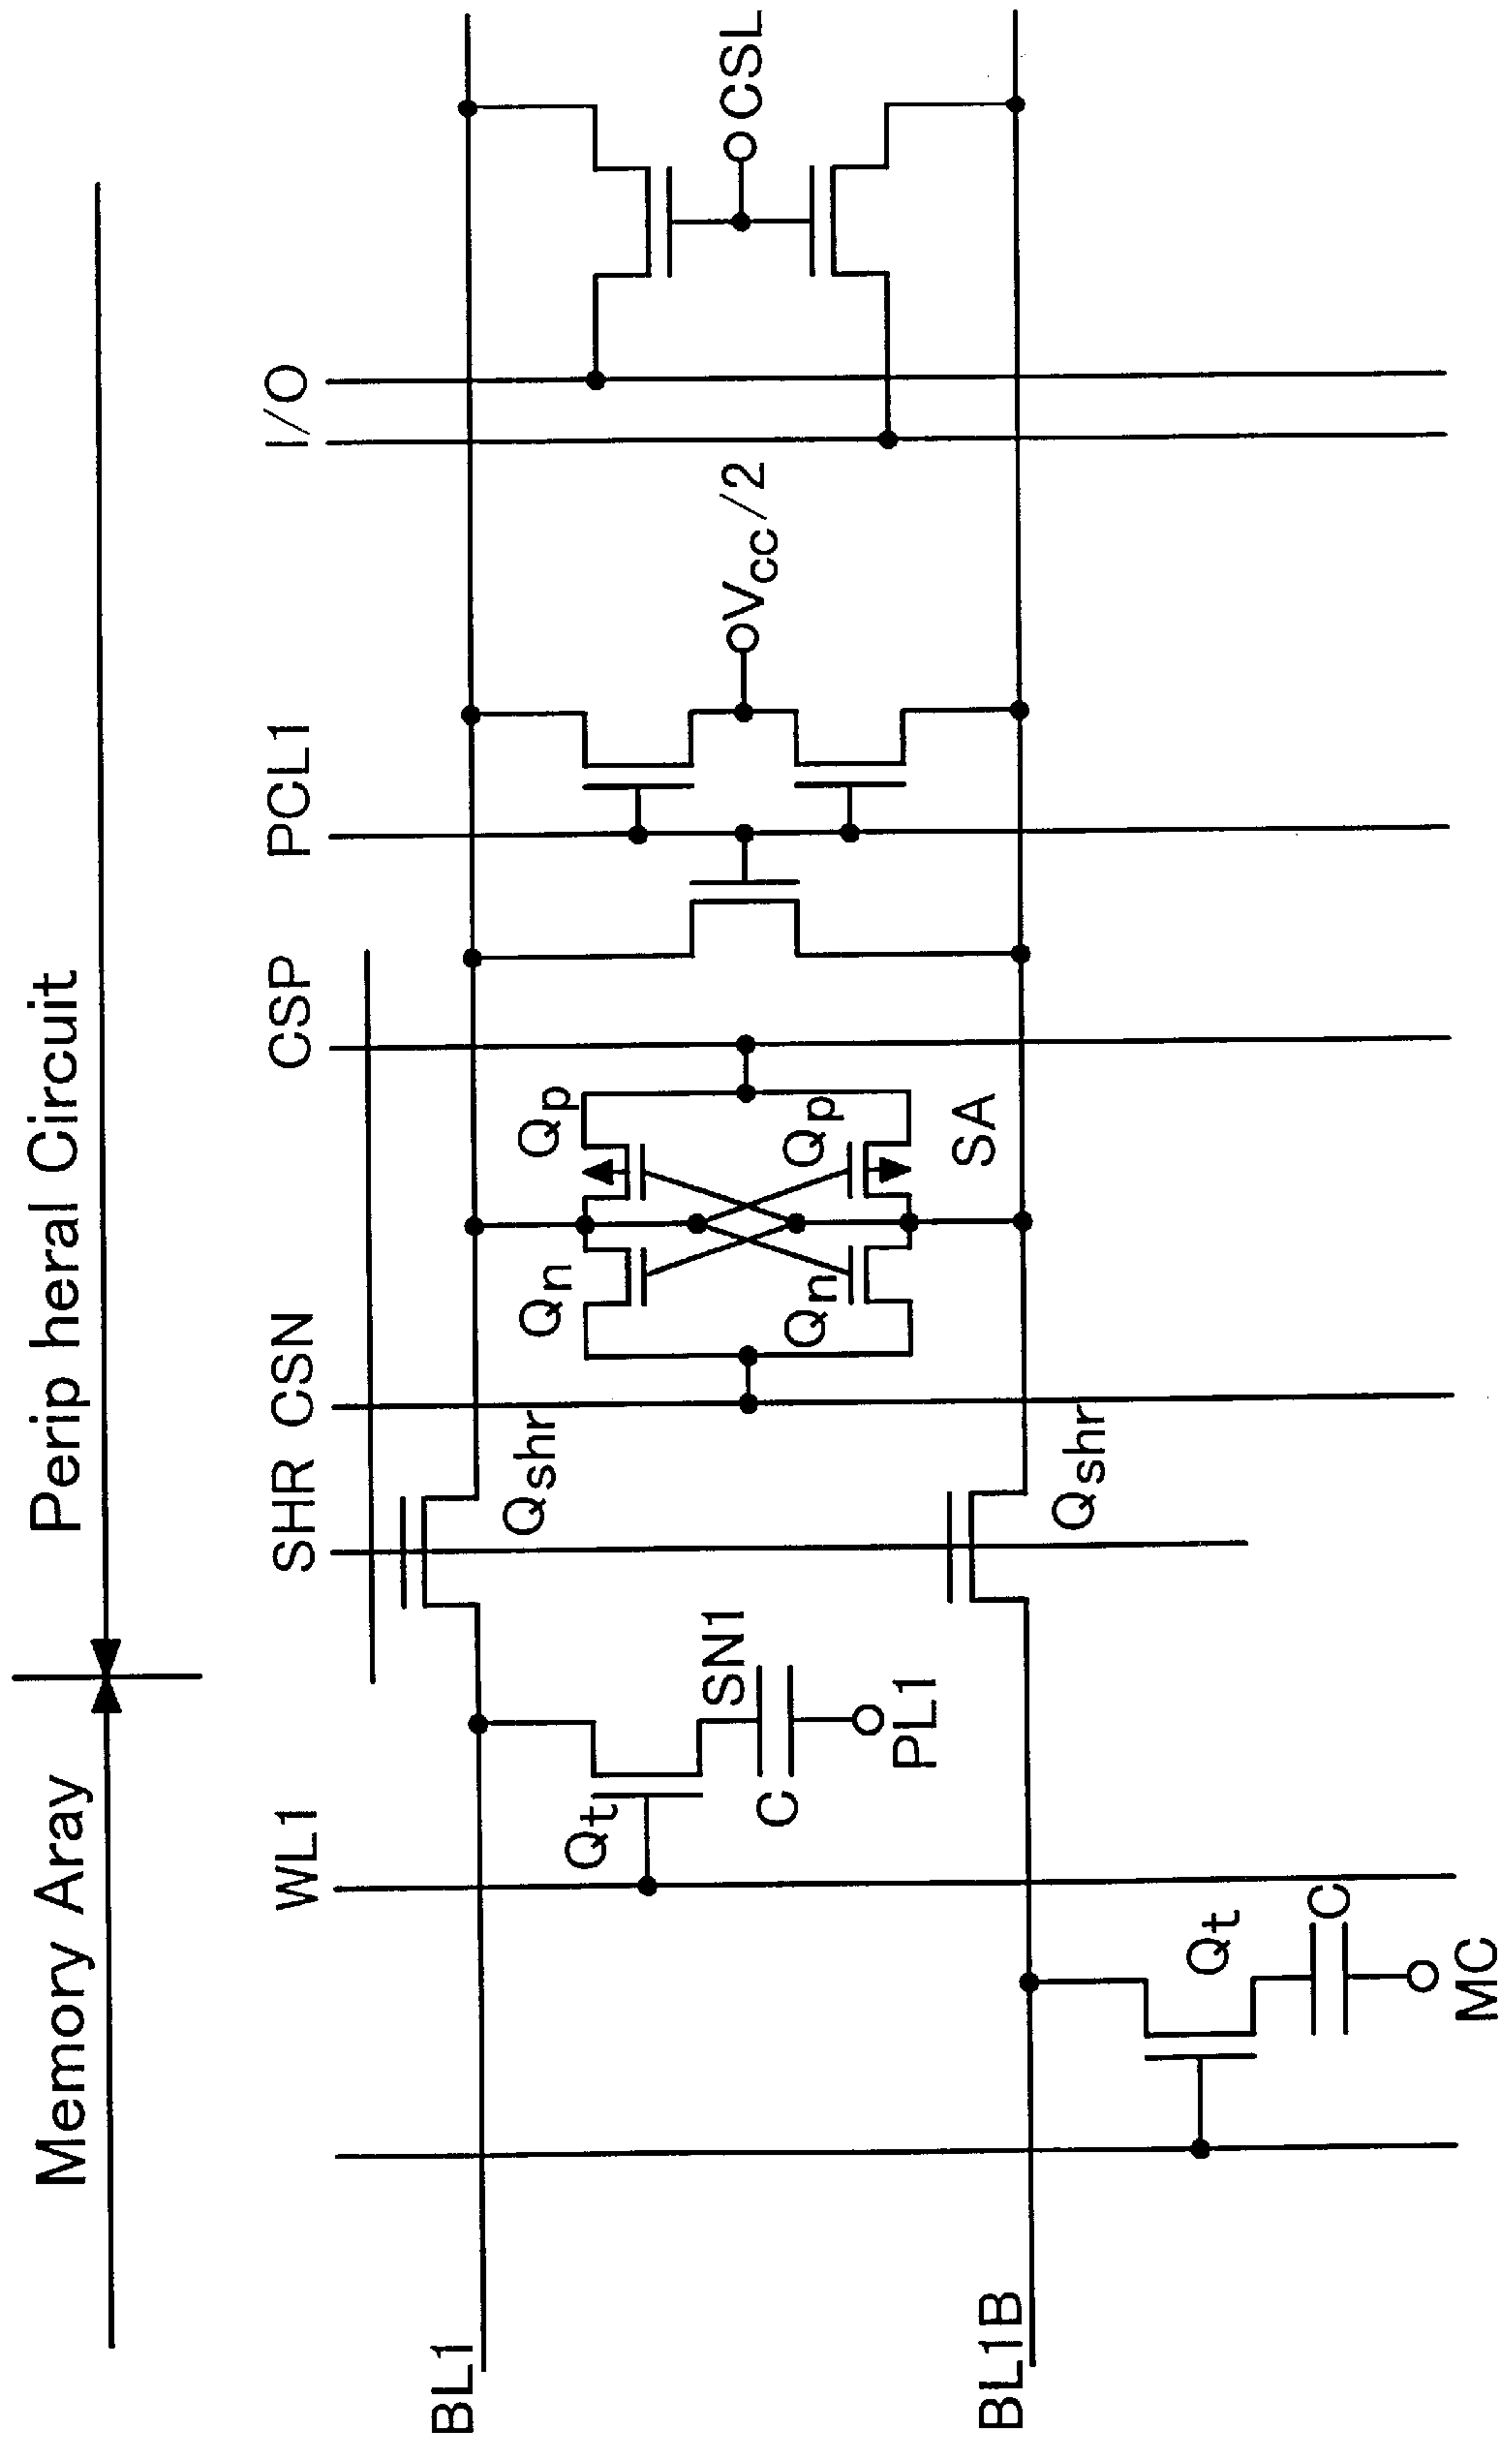 Memory Aray
Perip heral Circuit
WL1
SHR
CSN
CSP
PCL1
I/O
BL1
Qshr
Qt
SN1
C
PL1
Qn
Qp
Qn
Qp
Vcc/2
CSL
SA
BL1B
Qshr
Qt
C
MC